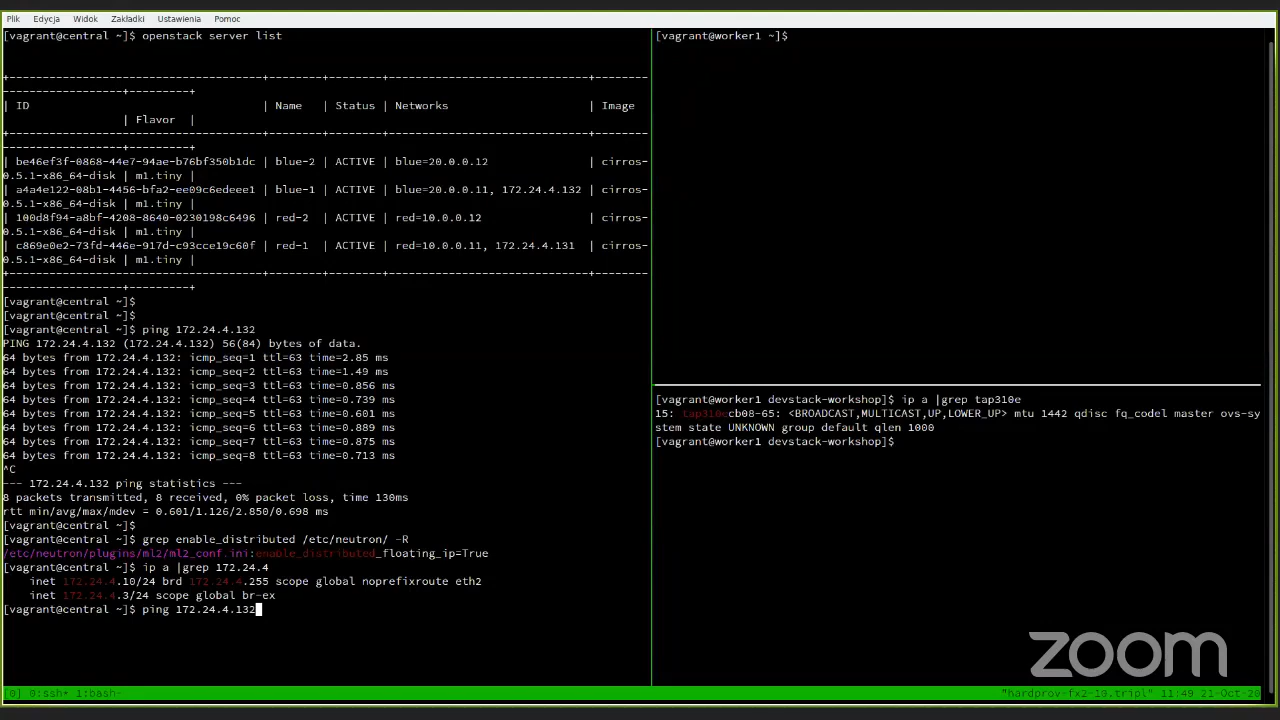 Plik Edycja Widok Zakładki Ustawienia Pomoc
[vagrant@central ~]$ openstack server list
+--------------------------------------+--------+--------+-----------------------------+--------
------------------+---------+
| ID | Name | Status | Networks | Image
| Flavor |
+--------------------------------------+--------+--------+-----------------------------+--------
------------------+---------+
| be46ef3f-0868-44e7-94ae-b76bf350b1dc | blue-2 | ACTIVE | blue=20.0.0.12 | cirros-
0.5.1-x86_64-disk | m1.tiny |
| a4a4e122-08b1-4456-bfa2-ee09c6edeee1 | blue-1 | ACTIVE | blue=20.0.0.11, 172.24.4.132 | cirros-
0.5.1-x86_64-disk | m1.tiny |
| 100d8f94-a8bf-4208-8640-0230198c6496 | red-2 | ACTIVE | red=10.0.0.12 | cirros-
0.5.1-x86_64-disk | m1.tiny |
| c869e0e2-73fd-446e-917d-c93cce19c60f | red-1 | ACTIVE | red=10.0.0.11, 172.24.4.131 | cirros-
0.5.1-x86_64-disk | m1.tiny |
+--------------------------------------+--------+--------+-----------------------------+--------
------------------+---------+
[vagrant@central ~]$
[vagrant@central ~]$
[vagrant@central ~]$ ping 172.24.4.132
PING 172.24.4.132 (172.24.4.132) 56(84) bytes of data.
64 bytes from 172.24.4.132: icmp_seq=1 ttl=63 time=2.85 ms
64 bytes from 172.24.4.132: icmp_seq=2 ttl=63 time=1.49 ms
64 bytes from 172.24.4.132: icmp_seq=3 ttl=63 time=0.856 ms
64 bytes from 172.24.4.132: icmp_seq=4 ttl=63 time=0.739 ms
64 bytes from 172.24.4.132: icmp_seq=5 ttl=63 time=0.601 ms
64 bytes from 172.24.4.132: icmp_seq=6 ttl=63 time=0.889 ms
64 bytes from 172.24.4.132: icmp_seq=7 ttl=63 time=0.875 ms
64 bytes from 172.24.4.132: icmp_seq=8 ttl=63 time=0.713 ms
^C
--- 172.24.4.132 ping statistics ---
8 packets transmitted, 8 received, 0% packet loss, time 130ms
rtt min/avg/max/mdev = 0.601/1.126/2.850/0.698 ms
[vagrant@central ~]$
[vagrant@central ~]$ grep enable_distributed /etc/neutron/ -R
/etc/neutron/plugins/ml2/ml2_conf.ini:enable_distributed_floating_ip=True
[vagrant@central ~]$ ip a |grep 172.24.4
inet 172.24.4.10/24 brd 172.24.4.255 scope global noprefixroute eth2
inet 172.24.4.3/24 scope global br-ex
[vagrant@central ~]$ ping 172.24.4.132
[vagrant@worker1 ~]$
[vagrant@worker1 devstack-workshop]$ ip a |grep tap310e
15: tap310ecb08-65: <BROADCAST,MULTICAST,UP,LOWER_UP> mtu 1442 qdisc fq_codel master ovs-sy
stem state UNKNOWN group default qlen 1000
[vagrant@worker1 devstack-workshop]$
zoom
[0] 0:ssh* 1:bash- "hardprov-fx2-10.tripl" 11:49 21-Oct-20